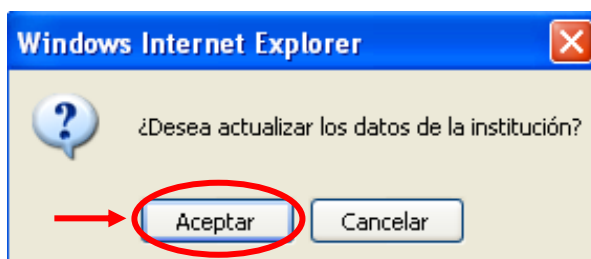 Windows Internet Explorer
¿Desea actualizar los datos de la institución?
Aceptar
Cancelar